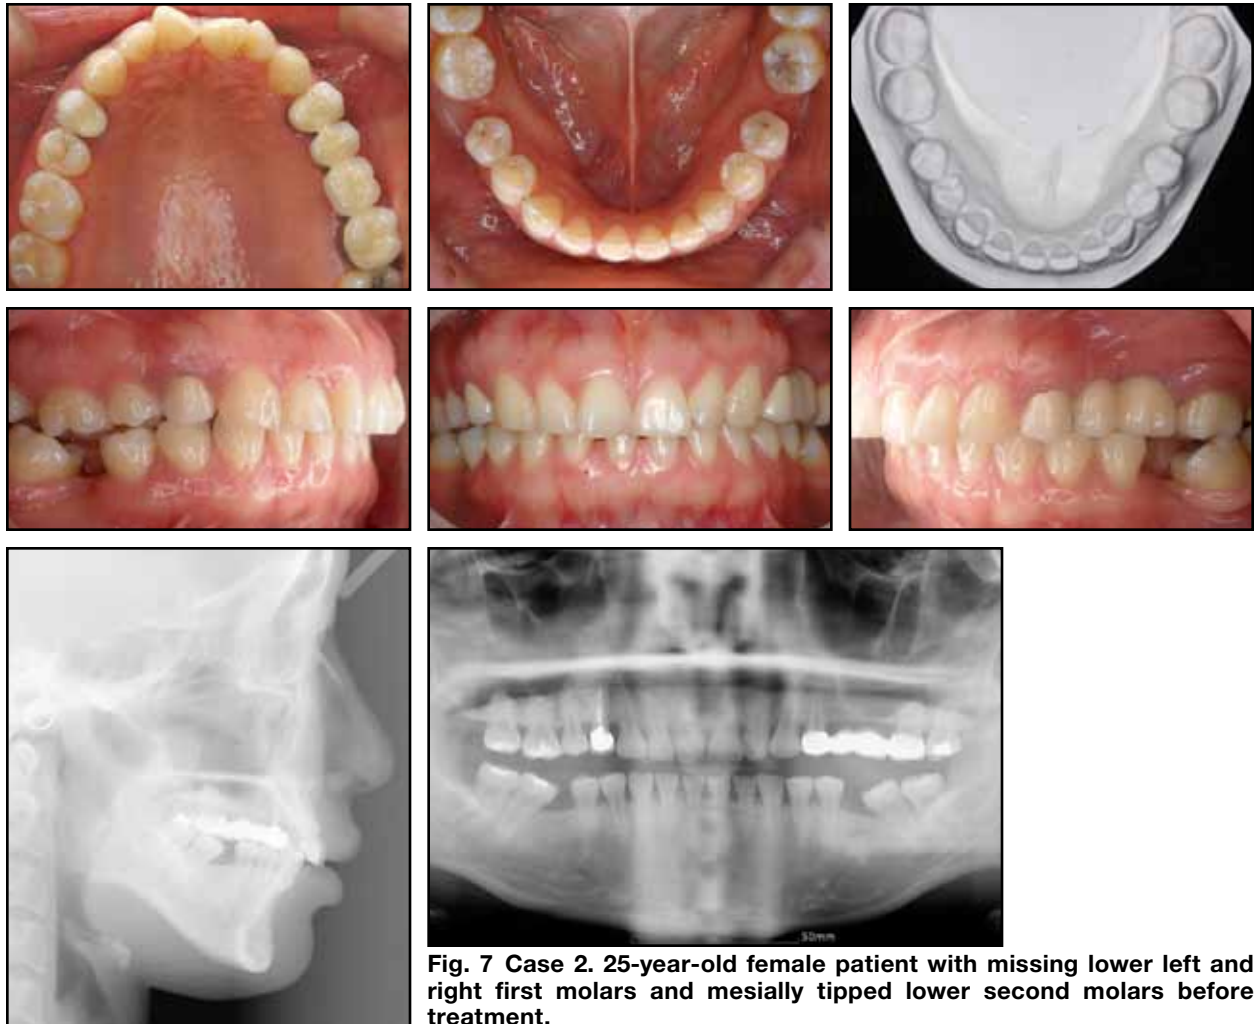 50mm
Fig. 7 Case 2. 25-year-old female patient with missing lower left and
right first molars and mesially tipped lower second molars before
treatment.